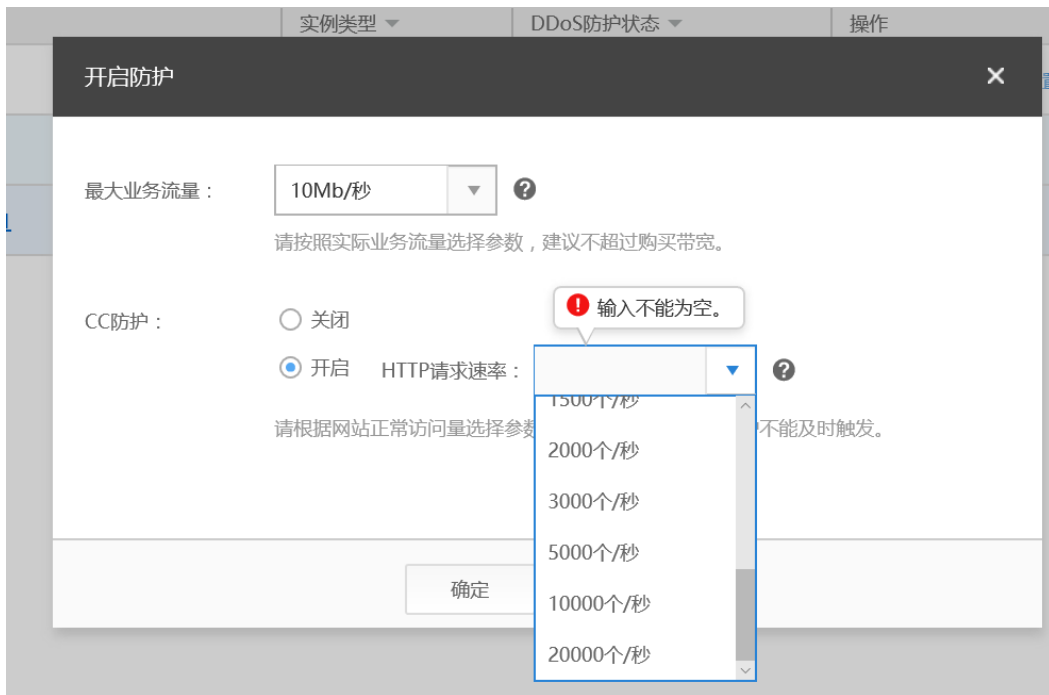 实例类型
DDoS防护状态
操作
开启防护
最大业务流量：
10Mb/秒
请按照实际业务流量选择参数，建议不超过购买带宽。
CC防护：
关闭
输入不能为空。
开启
HTTP请求速率：
1500个/秒
请根据网站正常访问量选择参数
不能及时触发。
2000个/秒
3000个/秒
5000个/秒
10000个/秒
20000个/秒
确定